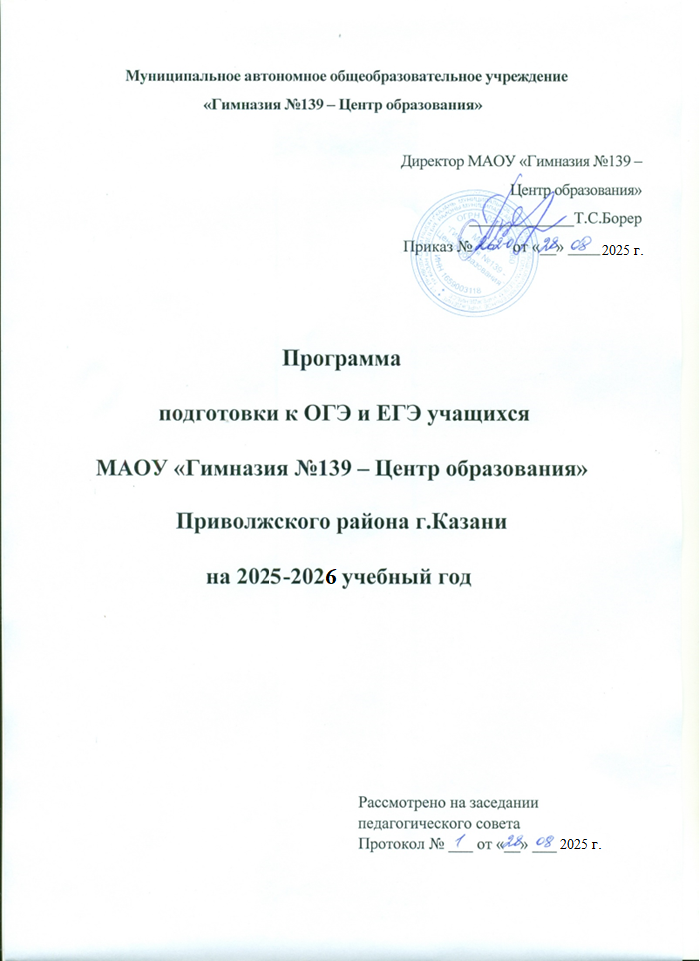 Муниципальное автономное общеобразовательное учреждение
«Гимназия №139 – Центр образования»
Директор МАОУ «Гимназия №139 –
Центр образования»
Т.С.Борер
Приказ № от «28» 08 2025 г.
ИНН 1659003118
Программа
подготовки к ОГЭ и ЕГЭ учащихся
МАОУ «Гимназия №139 – Центр образования»
Приволжского района г.Казани
на 2025-2026 учебный год
Рассмотрено на заседании
педагогического совета
Протокол № 1 от «28» 08 2025 г.